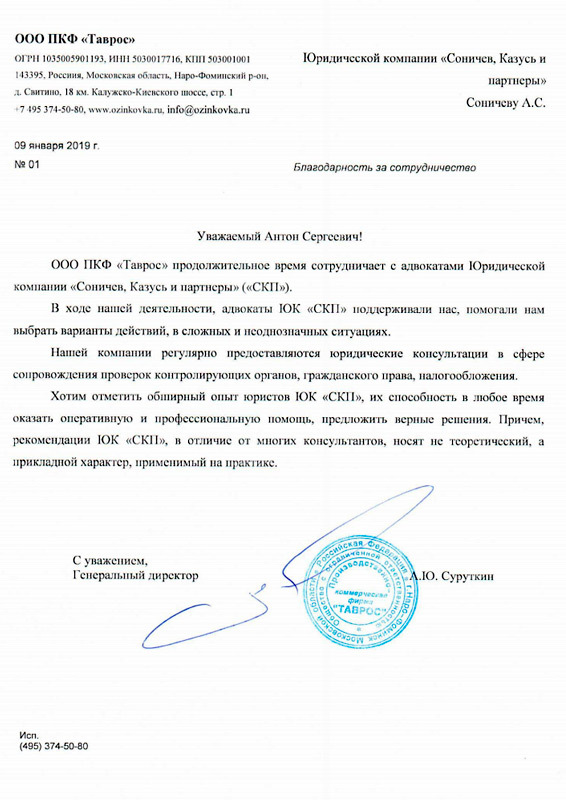 ООО ПКФ «Таврос»
ОГРН 1035005901193, ИНН 5030017716, КПП 503001001
143395, Россиия, Московская область, Наро-Фоминский р-он,
д. Свитино, 18 км. Калужско-Киевского шоссе, стр. 1
+7 495 374-50-80, www.ozinkovka.ru, info@ozinkovka.ru
Юридической компании «Соничев, Казусь и
партнеры»
Соничеву А.С.
09 января 2019 г.
№ 01
Благодарность за сотрудничество
Уважаемый Антон Сергеевич!
ООО ПКФ «Таврос» продолжительное время сотрудничает с адвокатами Юридической
компании «Соничев, Казусь и партнеры» («СКП»).
В ходе нашей деятельности, адвокаты ЮК «СКП» поддерживали нас, помогали нам
выбрать варианты действий, в сложных и неоднозначных ситуациях.
Нашей компании регулярно предоставляются юридические консультации в сфере
сопровождения проверок контролирующих органов, гражданского права, налогообложения.
Хотим отметить обширный опыт юристов ЮК «СКП», их способность в любое время
оказать оперативную и профессиональную помощь, предложить верные решения. Причем,
рекомендации ЮК «СКП», в отличие от многих консультантов, носят не теоретический, а
прикладной характер, применимый на практике.
С уважением,
Генеральный директор
А.Ю. Суруткин
Российская Федерация г. Наро-Фоминск Московской области
Общество с ограниченной ответственностью
Производственно-
коммерческая
фирма
"ТАВРОС"
Исп.
(495) 374-50-80